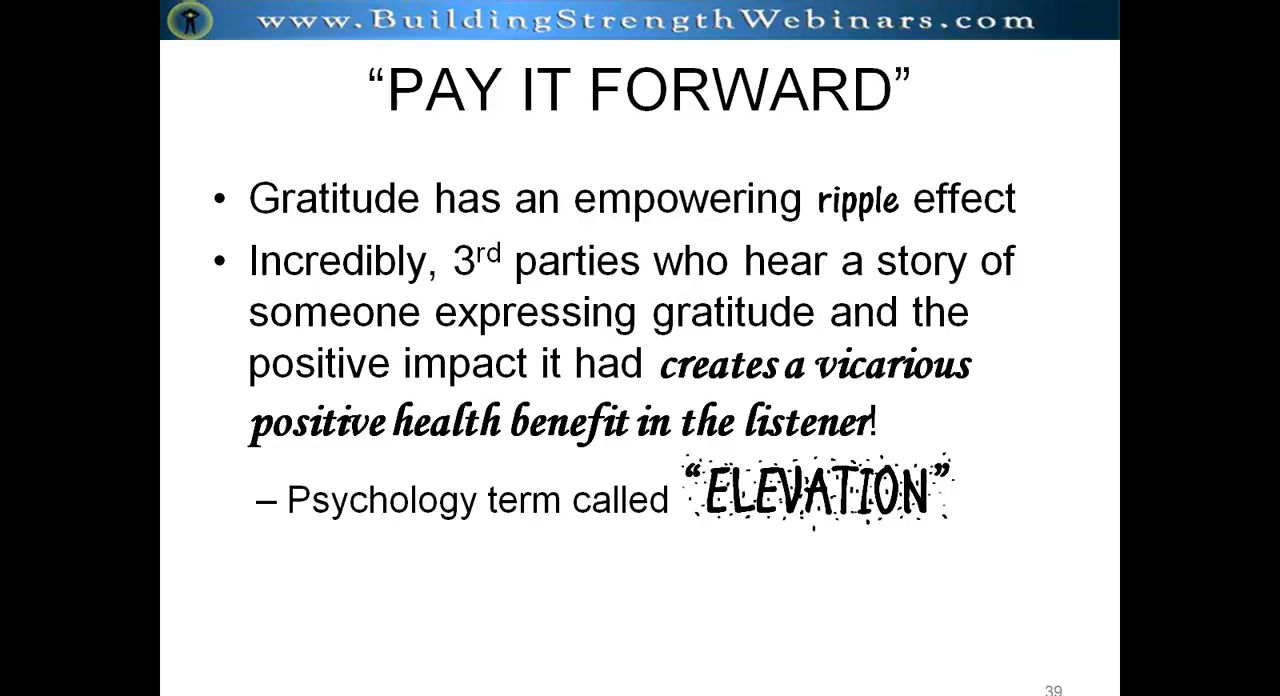 www.BuildingStrengthWebinars.com
“PAY IT FORWARD”
• Gratitude has an empowering ripple effect
• Incredibly, 3rd parties who hear a story of
someone expressing gratitude and the
positive impact it had creates a vicarious
positive health benefit in the listener!
– Psychology term called “ELEVATION”
39